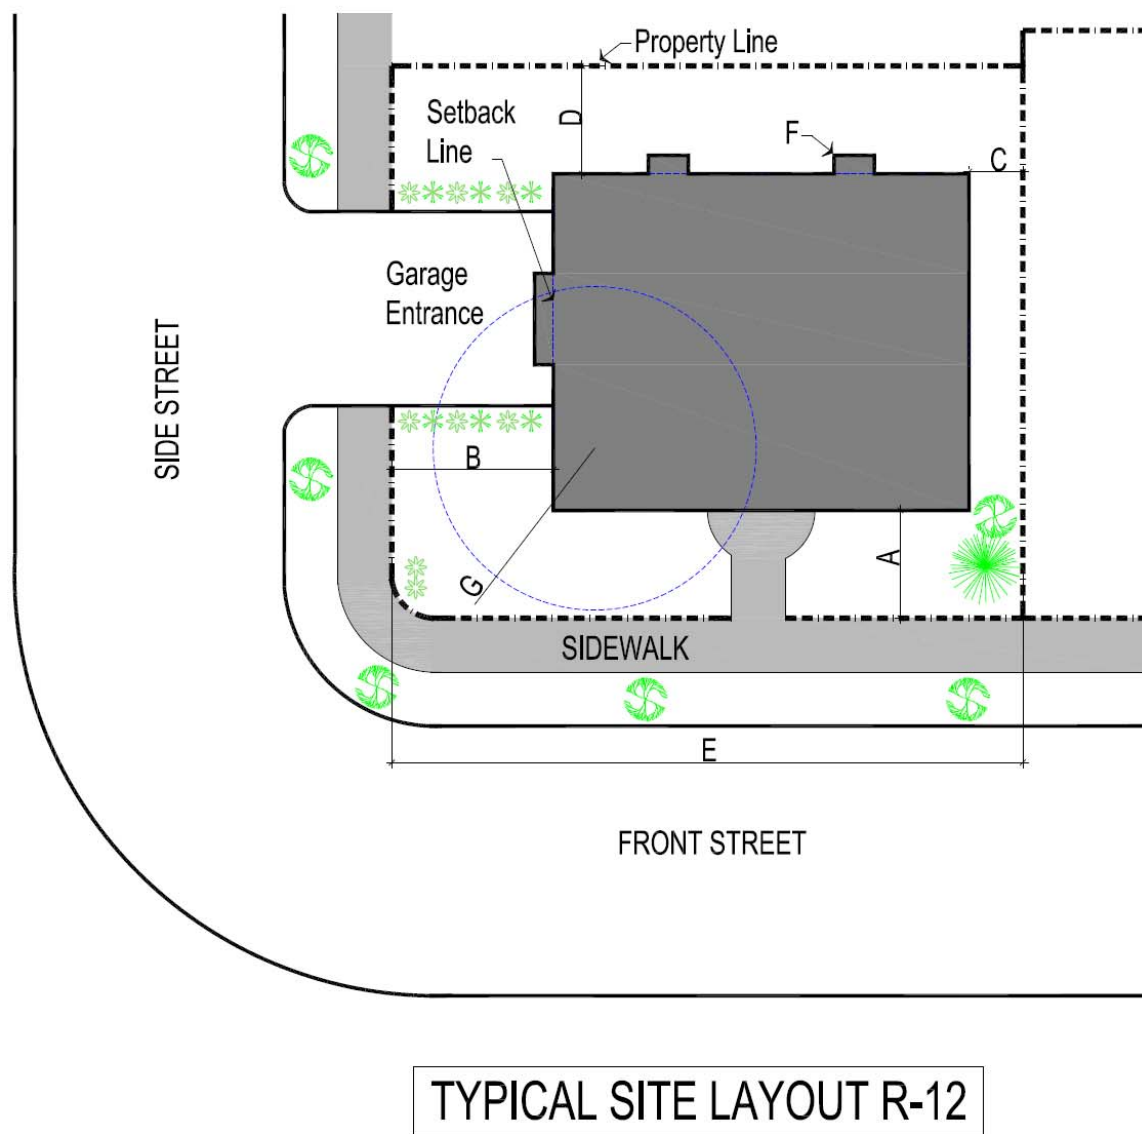 Property Line
Setback
Line
D
F
C
Garage
Entrance
SIDE STREET
B
A
G
SIDEWALK
E
FRONT STREET
TYPICAL SITE LAYOUT R-12